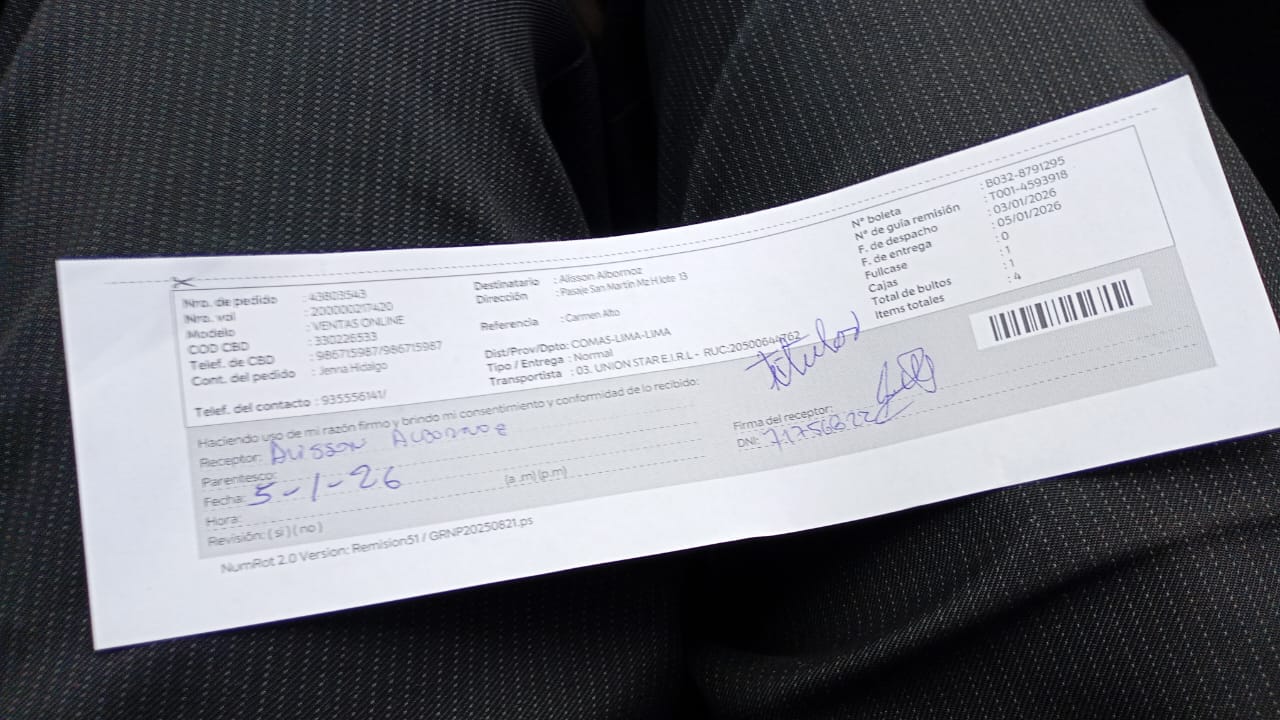 Nro. de pedido : 43803543
Nro. val : 200000217420
Modelo : VENTAS ONLINE
COD CBD : 330226533
Telef. de CBD : 986715987/986715987
Cont. del pedido : Jenna Hidalgo
Telef. del contacto : 935556141/
Destinatario : Alisson Albornoz
Dirección : Pasaje San Martin Mz H lote 13
Referencia : Carmen Alto
Dist/Prov/Dpto: COMAS-LIMA-LIMA
Tipo / Entrega : Normal
Transportista : 03. UNION STAR E.I.R.L - RUC:20500644762
N° boleta : B032-8791295
N° de guía remisión : T001-4593918
F. de despacho : 03/01/2026
F. de entrega : 05/01/2026
Fullcase : 0
Cajas : 1
Total de bultos : 1
Items totales : 4
Haciendo uso de mi razón firmo y brindo mi consentimiento y conformidad de lo recibido:
Receptor: Alisson Albornoz
Parentesco:
Fecha: 5-1-26
Hora: (a .m) (p.m)
Revisión: ( si ) ( no )
titular
Firma del receptor:
DNI: 71756822
NumRot 2.0 Version: Remision51 / GRNP20250821.ps